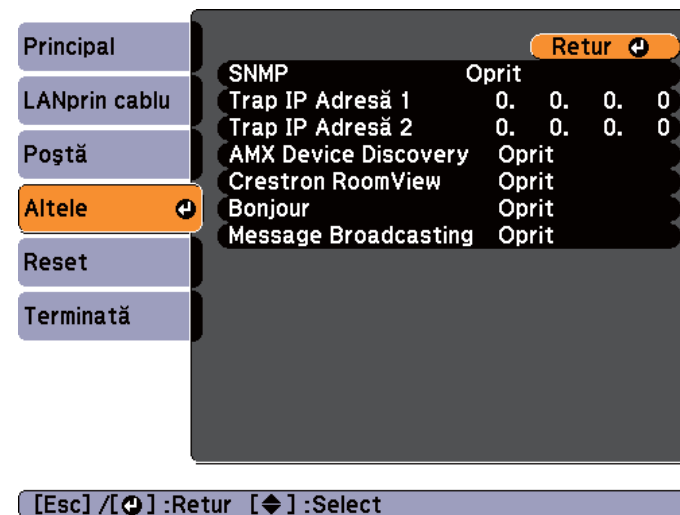 Principal
LANprin cablu
Poştă
Altele
Reset
Terminată
Retur
SNMP Oprit
Trap IP Adresă 1 0. 0. 0. 0
Trap IP Adresă 2 0. 0. 0. 0
AMX Device Discovery Oprit
Crestron RoomView Oprit
Bonjour Oprit
Message Broadcasting Oprit
[Esc] /[⏎] :Retur [◆] :Select